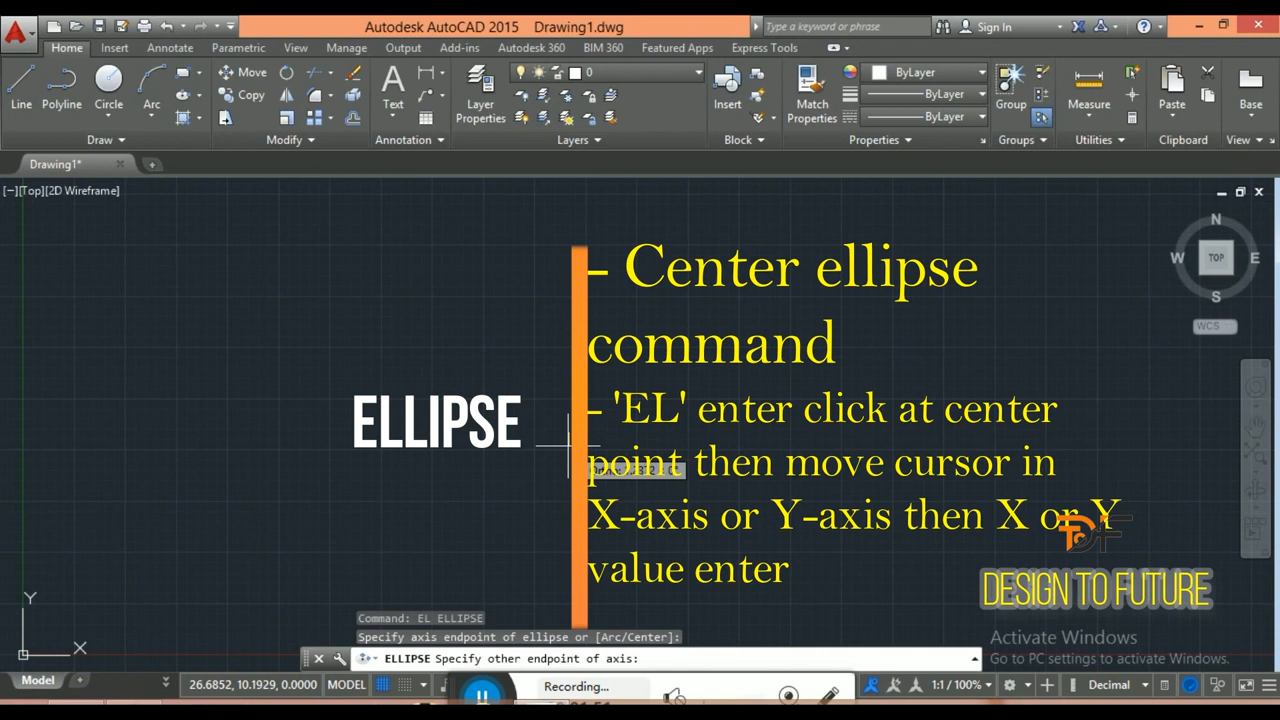 Autodesk AutoCAD 2015 Drawing1.dwg
Type a keyword or phrase
Sign In
Home Insert Annotate Parametric View Manage Output Add-ins Autodesk 360 BIM 360 Featured Apps Express Tools
Line Polyline Circle Arc
Move
Copy
Text
Layer Properties
0
Insert
Match Properties
ByLayer
ByLayer
ByLayer
Group
Measure
Paste
Base
Draw Modify Annotation Layers Block Properties Groups Utilities Clipboard View
Drawing1*
[−][Top][2D Wireframe]
N
W TOP E
S
WCS
- Center ellipse
command
ELLIPSE
- 'EL' enter click at center
point then move cursor in
X-axis or Y-axis then X or Y
value enter
DESIGN TO FUTURE
Y
X
Command: EL ELLIPSE
Specify axis endpoint of ellipse or [Arc/Center]:
ELLIPSE Specify other endpoint of axis:
Activate Windows
Go to PC settings to activate Windows.
Model
26.6852, 10.1929, 0.0000 MODEL
Recording...
1:1 / 100%
Decimal